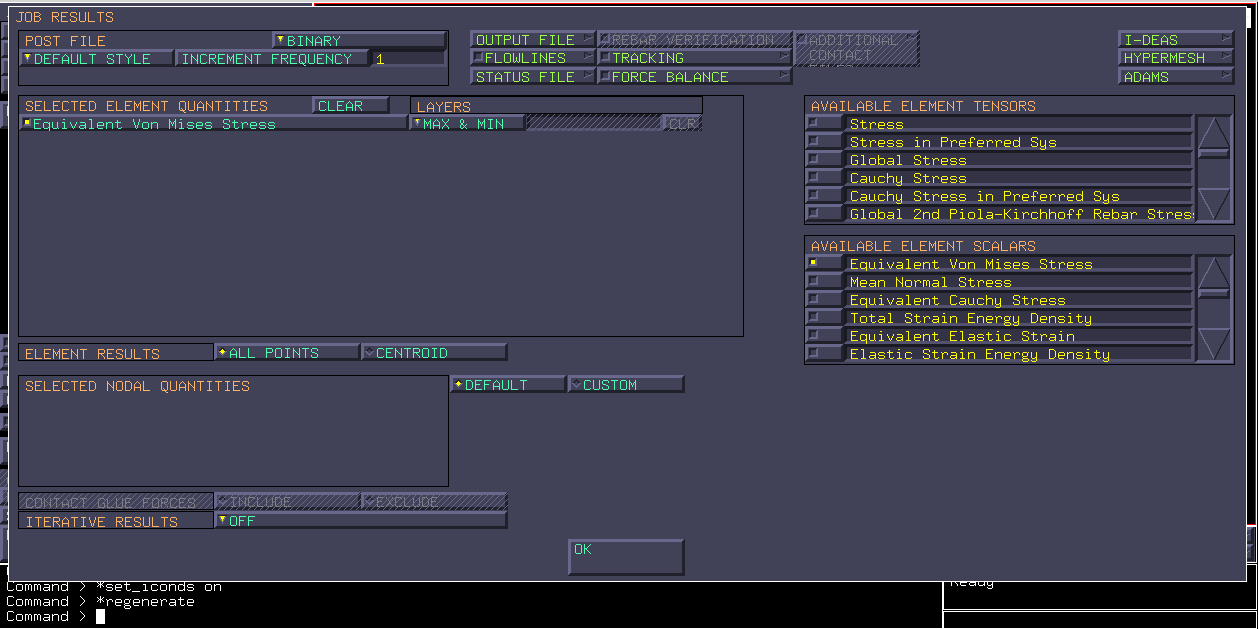 JOB RESULTS
POST FILE BINARY
DEFAULT STYLE INCREMENT FREQUENCY 1
OUTPUT FILE REBAR VERIFICATION ADDITIONAL
FLOWLINES TRACKING CONTACT
STATUS FILE FORCE BALANCE
I-DEAS
HYPERMESH
ADAMS
SELECTED ELEMENT QUANTITIES CLEAR LAYERS
Equivalent Von Mises Stress MAX & MIN CLR
AVAILABLE ELEMENT TENSORS
Stress
Stress in Preferred Sys
Global Stress
Cauchy Stress
Cauchy Stress in Preferred Sys
Global 2nd Piola-Kirchhoff Rebar Stres
AVAILABLE ELEMENT SCALARS
Equivalent Von Mises Stress
Mean Normal Stress
Equivalent Cauchy Stress
Total Strain Energy Density
Equivalent Elastic Strain
Elastic Strain Energy Density
ELEMENT RESULTS ALL POINTS CENTROID
SELECTED NODAL QUANTITIES DEFAULT CUSTOM
CONTACT GLUE FORCES INCLUDE EXCLUDE
ITERATIVE RESULTS OFF
OK
Command > *set_iconds on
Command > *regenerate
Command >
Ready